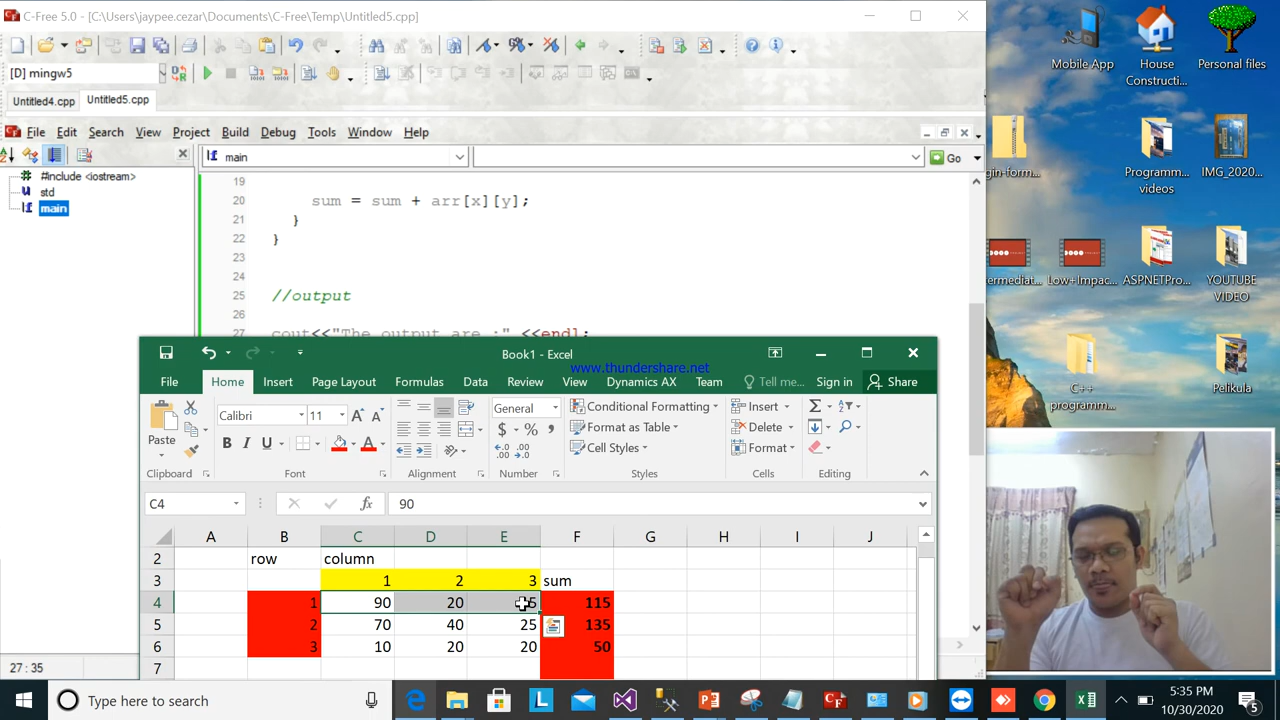 C-Free 5.0 - [C:\Users\jaypee.cezar\Documents\C-Free\Temp\Untitled5.cpp]
[D] mingw5
Untitled4.cpp Untitled5.cpp
File Edit Search View Project Build Debug Tools Window Help
main
Go
#include <iostream>
std
main
19
20 sum = sum + arr[x][y];
21 }
22 }
23
24
25 //output
26
27 cout<<"The output are :" <<endl;
Book1 - Excel
www.thundershare.net
File Home Insert Page Layout Formulas Data Review View Dynamics AX Team Tell me... Sign in Share
Paste
Calibri 11
General
Conditional Formatting
Format as Table
Cell Styles
Insert
Delete
Format
Clipboard Font Alignment Number Styles Cells Editing
C4 fx 90
A B C D E F G H I J
2 row column
3 1 2 3 sum
4 1 90 20 5 115
5 2 70 40 25 135
6 3 10 20 20 50
7
27 : 35
Mobile App
House Constructi...
Personal files
gin-form...
Programm... videos
IMG_2020...
termediat...
Low+Impac...
ASPNETPro...
YOUTUBE VIDEO
C++ programm...
Pelikula
Type here to search
5:35 PM
10/30/2020
5